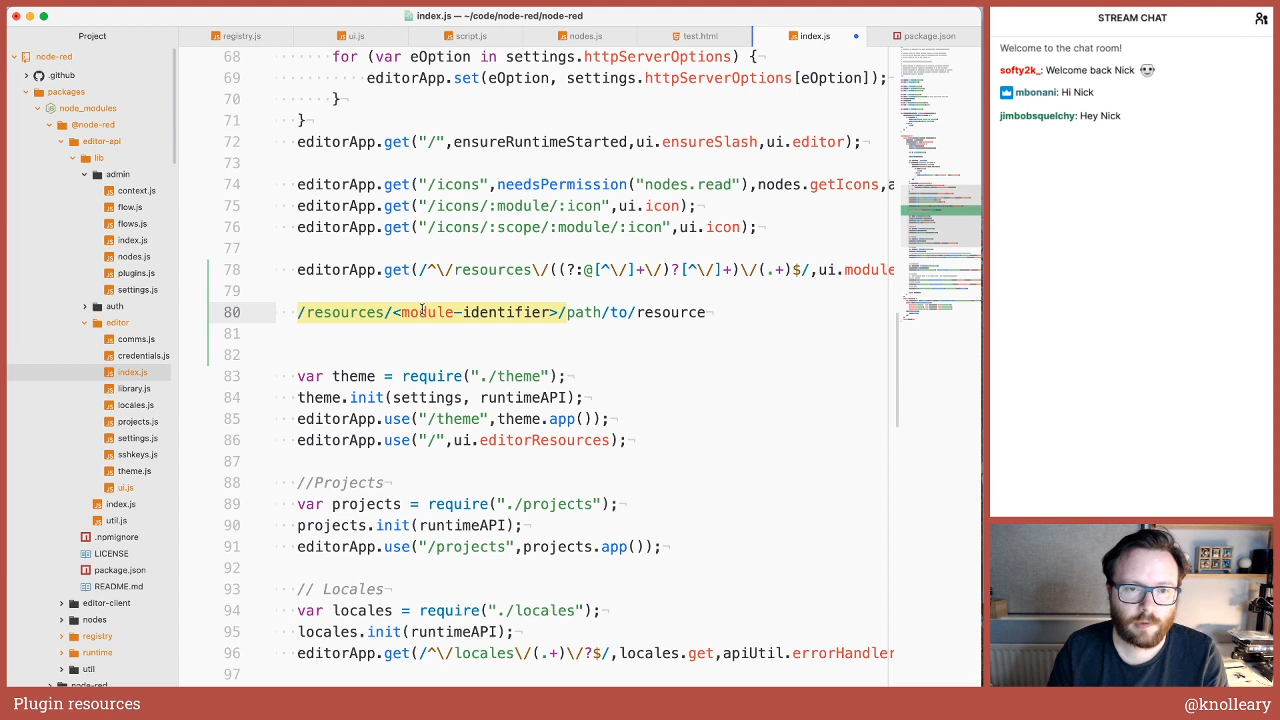 index.js — ~/code/node-red/node-red
Project
registry.js
ui.js
script.js
nodes.js
test.html
index.js
package.json
node-red
.github
packages
node_modules
@node-red
editor-api
lib
admin
context.js
flow.js
flows.js
index.js
nodes.js
plugins.js
settings.js
auth
editor
comms.js
credentials.js
index.js
library.js
locales.js
projects.js
settings.js
sshkeys.js
theme.js
ui.js
index.js
util.js
.npmignore
LICENSE
package.json
README.md
editor-client
nodes
registry
runtime
util
node-red
68 for (var eOption in settings.httpServerOptions) {
69 editorApp.set(eOption, settings.httpServerOptions[eOption]);
70 }
71 }
72 editorApp.get("/",ensureRuntimeStarted,ui.ensureSlash,ui.editor);
73
74 editorApp.get("/icons",needsPermission("nodes.read"),nodes.getIcons,a
75 editorApp.get("/icons/:module/:icon",ui.icon);
76 editorApp.get("/icons/:scope/:module/:icon",ui.icon);
77
78 editorApp.get(/^\/resources\/((?:@[^\/]+\/)?[^\/]+)\/(.+)$/,ui.module
79
80 /resources/<module-identifier>/path/to/resource
81
82
83 var theme = require("./theme");
84 theme.init(settings, runtimeAPI);
85 editorApp.use("/theme",theme.app());
86 editorApp.use("/",ui.editorResources);
87
88 //Projects
89 var projects = require("./projects");
90 projects.init(runtimeAPI);
91 editorApp.use("/projects",projects.app());
92
93 // Locales
94 var locales = require("./locales");
95 locales.init(runtimeAPI);
96 editorApp.get(/^\/locales\/(.+)\/?$/,locales.get,apiUtil.errorHandler
97
STREAM CHAT
Welcome to the chat room!
softy2k_: Welcome back Nick
mbonani: Hi Nick
jimbobsquelchy: Hey Nick
Plugin resources
@knolleary